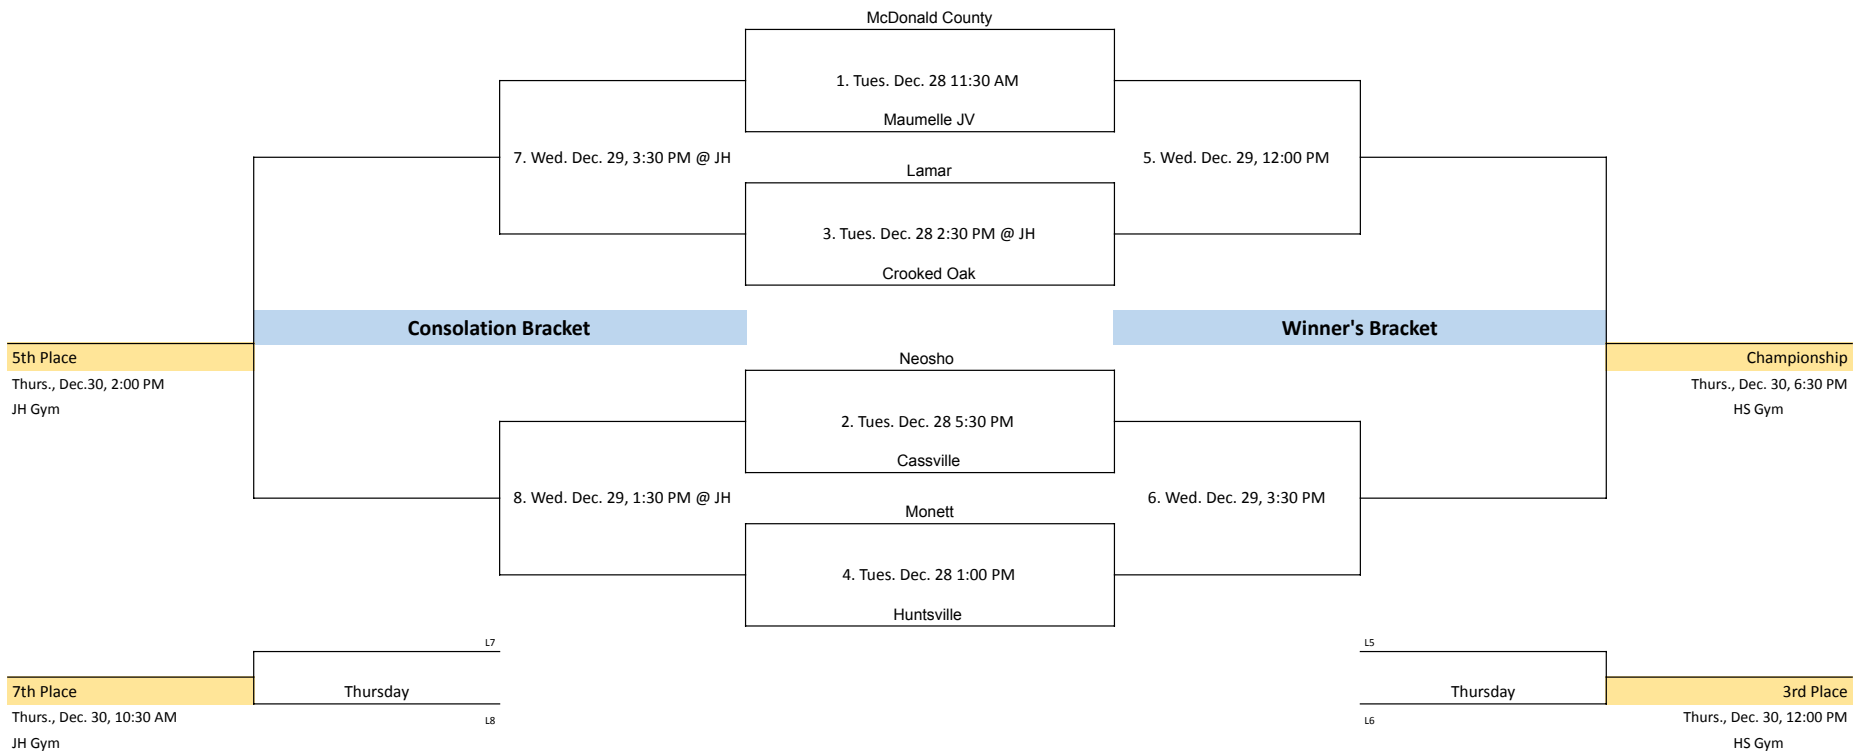 McDonald County
1. Tues. Dec. 28 11:30 AM
Maumelle JV
7. Wed. Dec. 29, 3:30 PM @ JH
5. Wed. Dec. 29, 12:00 PM
Lamar
3. Tues. Dec. 28 2:30 PM @ JH
Crooked Oak
Consolation Bracket
Winner's Bracket
5th Place
Neosho
Championship
Thurs., Dec.30, 2:00 PM
Thurs., Dec. 30, 6:30 PM
JH Gym
HS Gym
2. Tues. Dec. 28 5:30 PM
Cassville
8. Wed. Dec. 29, 1:30 PM @ JH
6. Wed. Dec. 29, 3:30 PM
Monett
4. Tues. Dec. 28 1:00 PM
Huntsville
L7
L5
7th Place
Thursday
Thursday
3rd Place
Thurs., Dec. 30, 10:30 AM
L8
L6
Thurs., Dec. 30, 12:00 PM
JH Gym
HS Gym